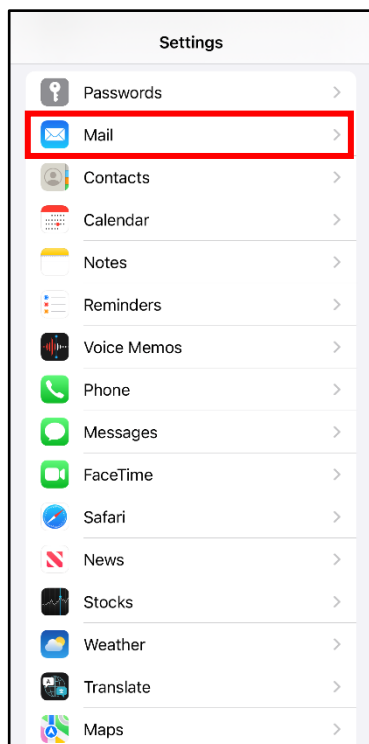 Settings
Passwords
Mail
Contacts
Calendar
Notes
Reminders
Voice Memos
Phone
Messages
FaceTime
Safari
News
Stocks
Weather
Translate
Maps